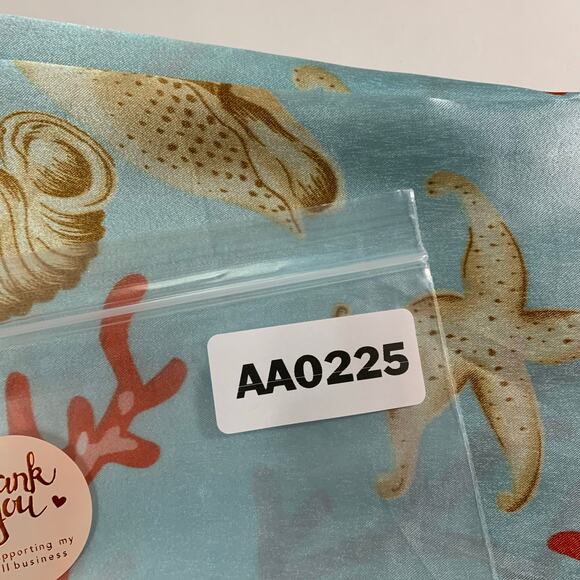 AA0225
ank
you
pporting my
ll business